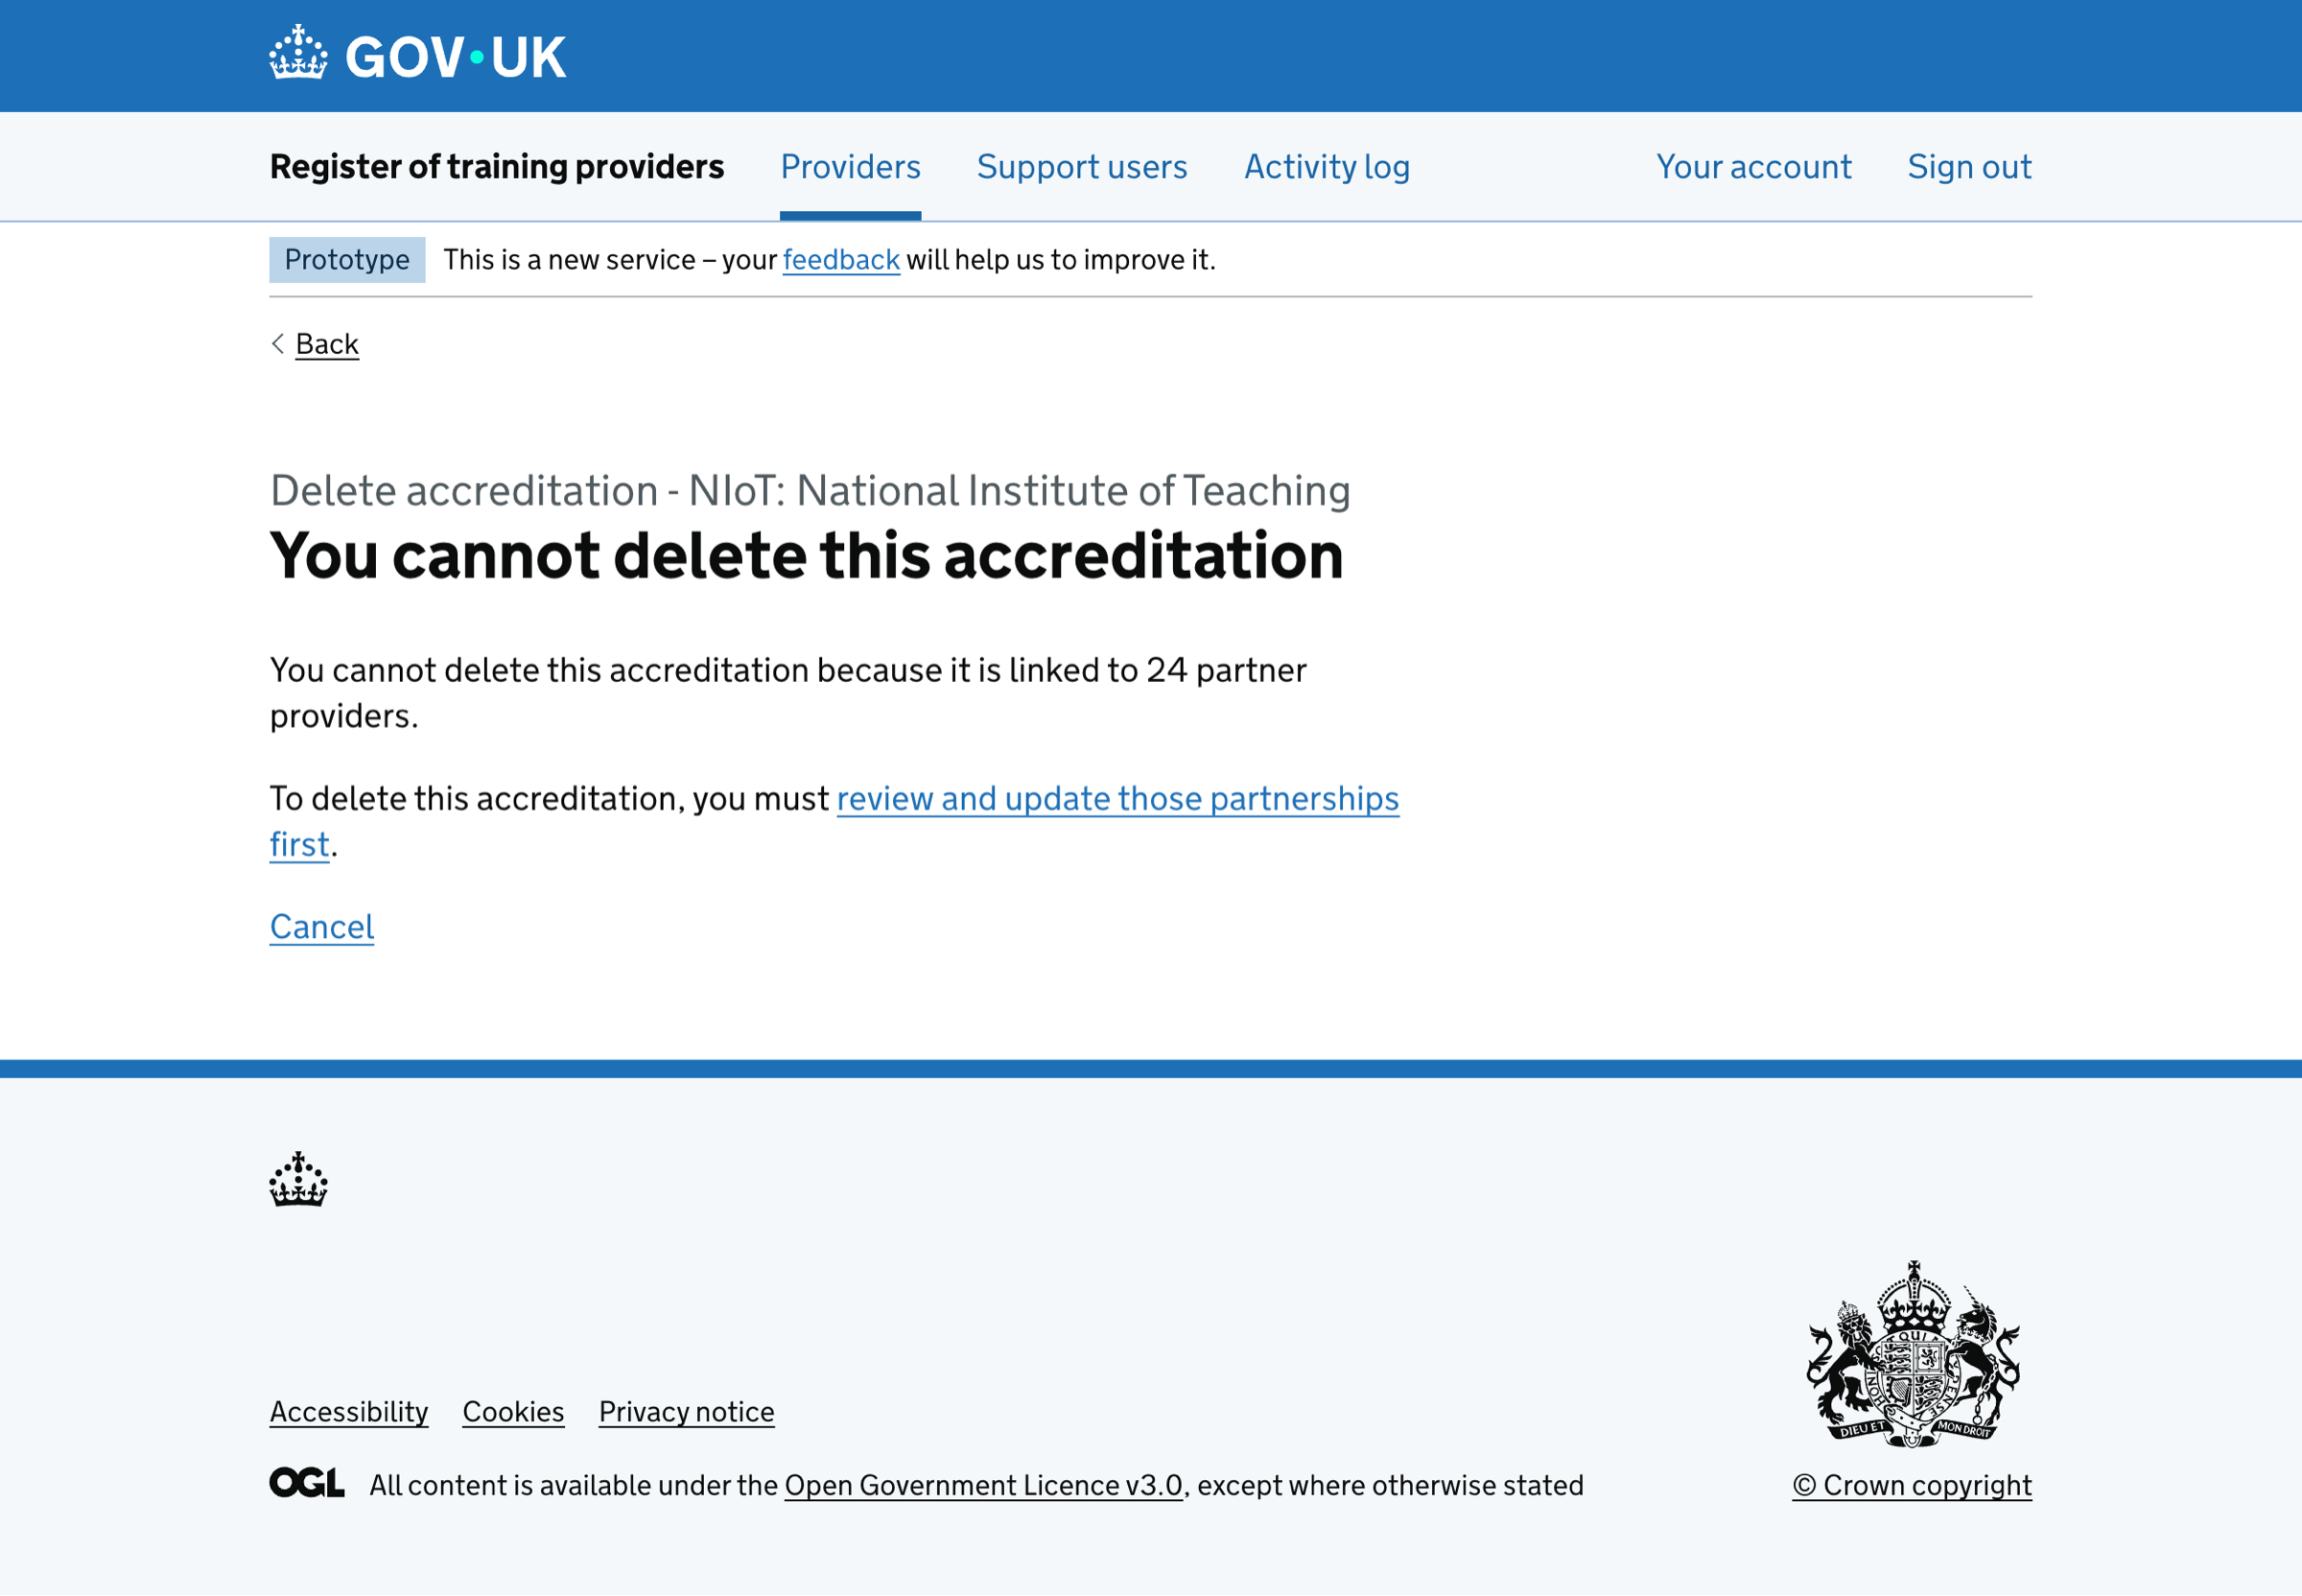 GOV·UK
Register of training providers Providers Support users Activity log Your account Sign out
Prototype This is a new service – your feedback will help us to improve it.
Back
Delete accreditation - NIoT: National Institute of Teaching
You cannot delete this accreditation
You cannot delete this accreditation because it is linked to 24 partner
providers.
To delete this accreditation, you must review and update those partnerships
first.
Cancel
QUI
HONI
PENSE
DIEU ET MON DROIT
Accessibility Cookies Privacy notice
OGL All content is available under the Open Government Licence v3.0, except where otherwise stated
© Crown copyright